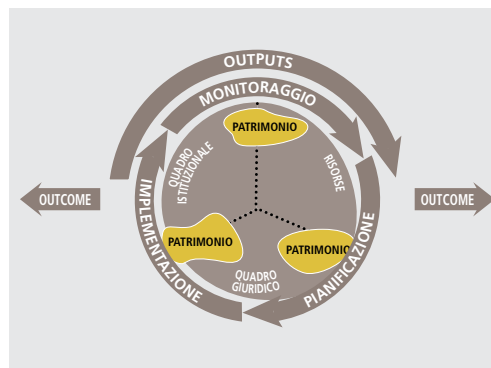 OUTPUTS
MONITORAGGIO
PATRIMONIO
QUADRO
ISTITUZIONALE
RISORSE
OUTCOME
OUTCOME
IMPLEMENTAZIONE
PATRIMONIO
PATRIMONIO
PIANIFICAZIONE
QUADRO
GIURIDICO